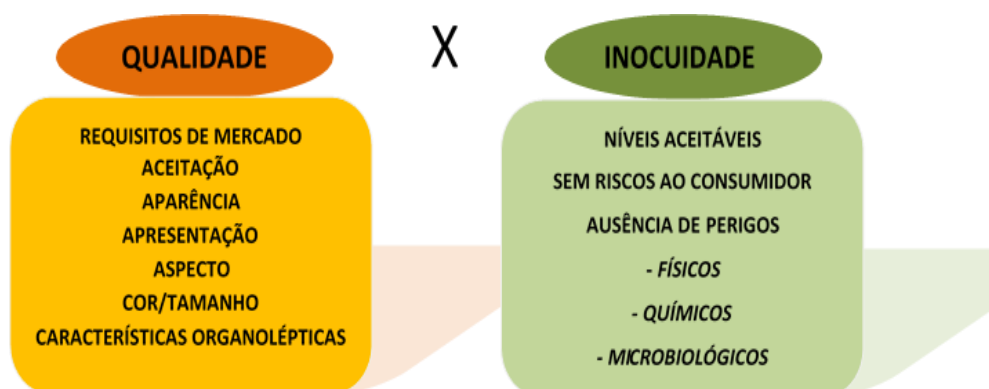 QUALIDADE
X
INOCUIDADE
REQUISITOS DE MERCADO
ACEITAÇÃO
APARÊNCIA
APRESENTAÇÃO
ASPECTO
COR/TAMANHO
CARACTERÍSTICAS ORGANOLÉPTICAS
NÍVEIS ACEITÁVEIS
SEM RISCOS AO CONSUMIDOR
AUSÊNCIA DE PERIGOS
- FÍSICOS
- QUÍMICOS
- MICROBIOLÓGICOS